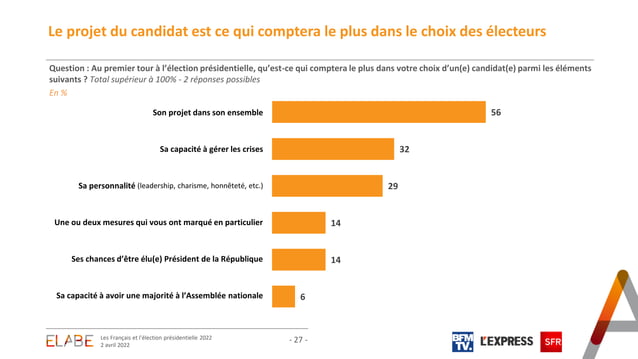 Le projet du candidat est ce qui comptera le plus dans le choix des électeurs
Question : Au premier tour à l’élection présidentielle, qu’est-ce qui comptera le plus dans votre choix d’un(e) candidat(e) parmi les éléments
suivants ? Total supérieur à 100% - 2 réponses possibles
En %
Son projet dans son ensemble 56
Sa capacité à gérer les crises 32
Sa personnalité (leadership, charisme, honnêteté, etc.) 29
Une ou deux mesures qui vous ont marqué en particulier 14
Ses chances d’être élu(e) Président de la République 14
Sa capacité à avoir une majorité à l’Assemblée nationale 6
ELABE
Les Français et l'élection présidentielle 2022
2 avril 2022
- 27 -
BFM
TV.
L'EXPRESS
SFR